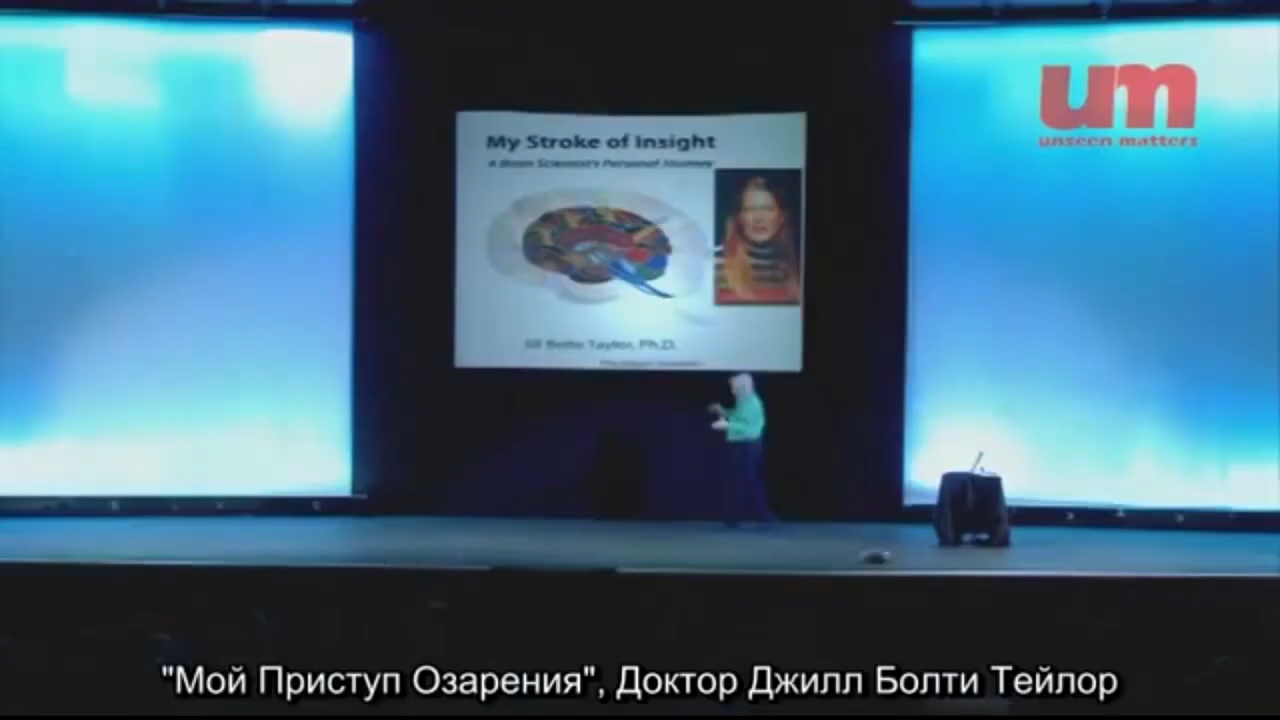 um
unseen matters
My Stroke of Insight
A Brain Scientist's Personal Journey
Jill Bolte Taylor, Ph.D.
"Мой Приступ Озарения", Доктор Джилл Болти Тейлор